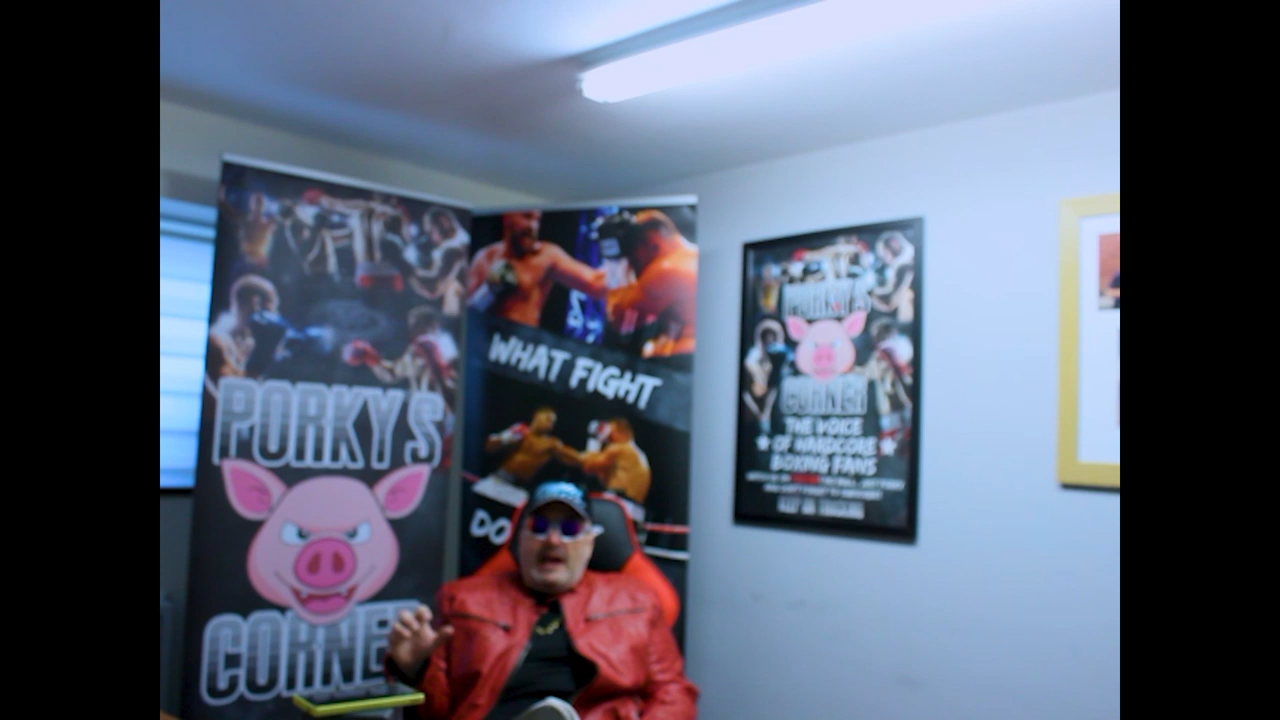 PORKY'S
CORNER
WHAT FIGHT
DO
PORKY'S
CORNER
THE VOICE
OF HARDCORE
BOXING FANS